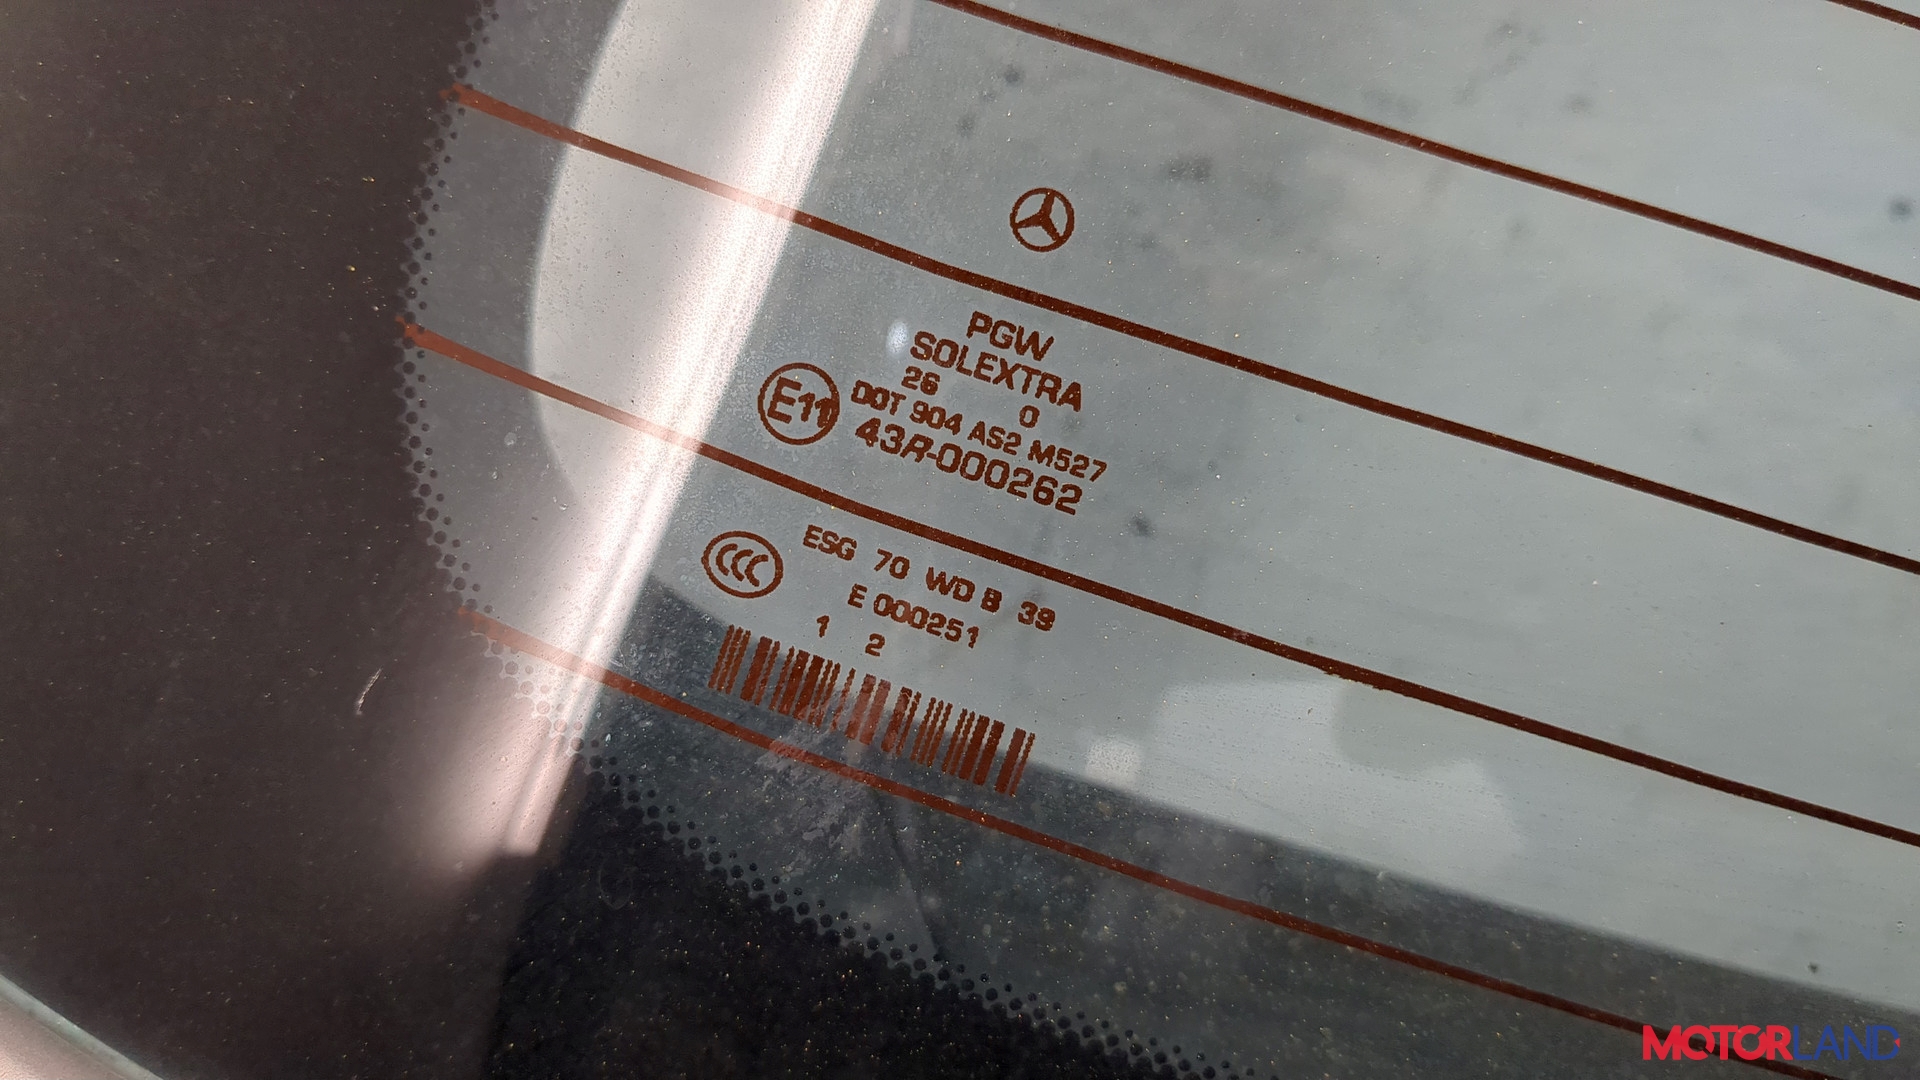 PGW
SOLEXTRA
26 0
DOT 904 AS2 M527
E11
43R-000262
CCC
ESG 70 WD B 39
E 000251
1 2
MOTORLAND